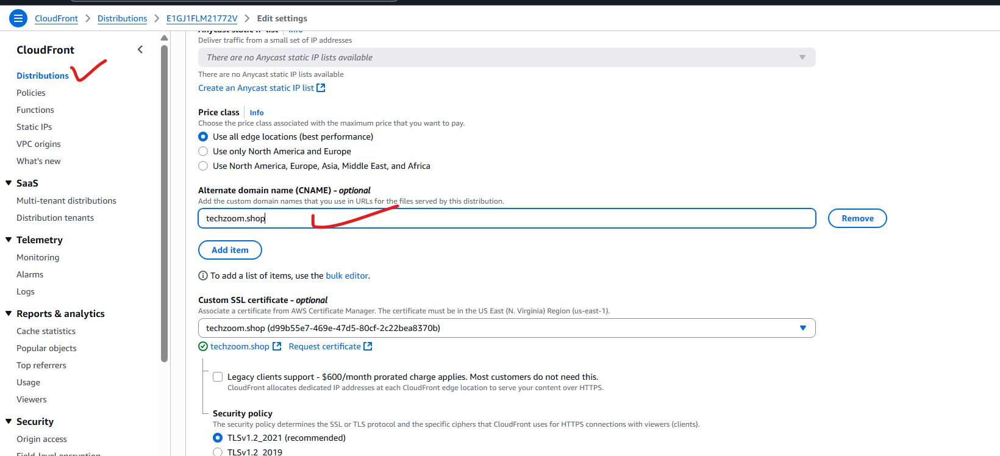 CloudFront > Distributions > E1GJ1FLM21772V > Edit settings
CloudFront
Distributions
Policies
Functions
Static IPs
VPC origins
What's new
SaaS
Multi-tenant distributions
Distribution tenants
Telemetry
Monitoring
Alarms
Logs
Reports & analytics
Cache statistics
Popular objects
Top referrers
Usage
Viewers
Security
Origin access
Field-level encryption
Anycast static IP list Info
Deliver traffic from a small set of IP addresses
There are no Anycast static IP lists available
There are no Anycast static IP lists available
Create an Anycast static IP list
Price class Info
Choose the price class associated with the maximum price that you want to pay.
Use all edge locations (best performance)
Use only North America and Europe
Use North America, Europe, Asia, Middle East, and Africa
Alternate domain name (CNAME) - optional
Add the custom domain names that you use in URLs for the files served by this distribution.
techzoom.shop
Remove
Add item
To add a list of items, use the bulk editor.
Custom SSL certificate - optional
Associate a certificate from AWS Certificate Manager. The certificate must be in the US East (N. Virginia) Region (us-east-1).
techzoom.shop (d99b55e7-469e-47d5-80cf-2c22bea8370b)
techzoom.shop Request certificate
Legacy clients support - $600/month prorated charge applies. Most customers do not need this.
CloudFront allocates dedicated IP addresses at each CloudFront edge location to serve your content over HTTPS.
Security policy
The security policy determines the SSL or TLS protocol and the specific ciphers that CloudFront uses for HTTPS connections with viewers (clients).
TLSv1.2_2021 (recommended)
TLSv1.2_2019